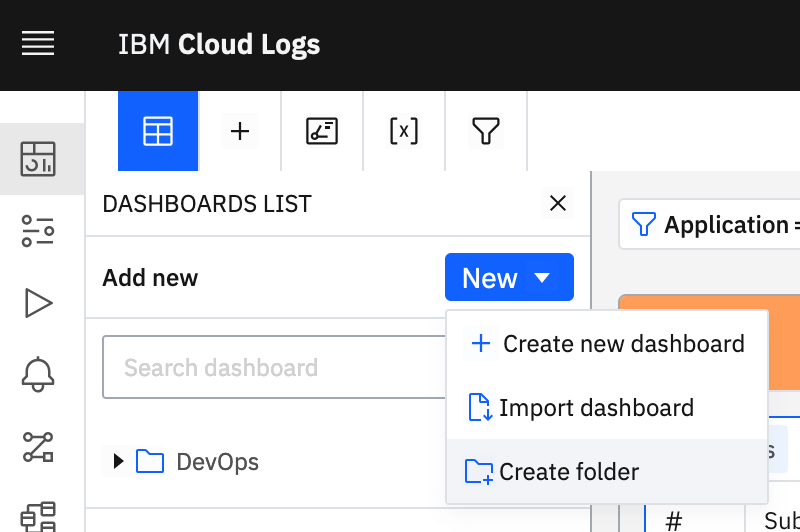 IBM Cloud Logs
[x]
DASHBOARDS LIST
Application =
Add new
New
Create new dashboard
Search dashboard
Import dashboard
s
DevOps
Create folder
#
Sub